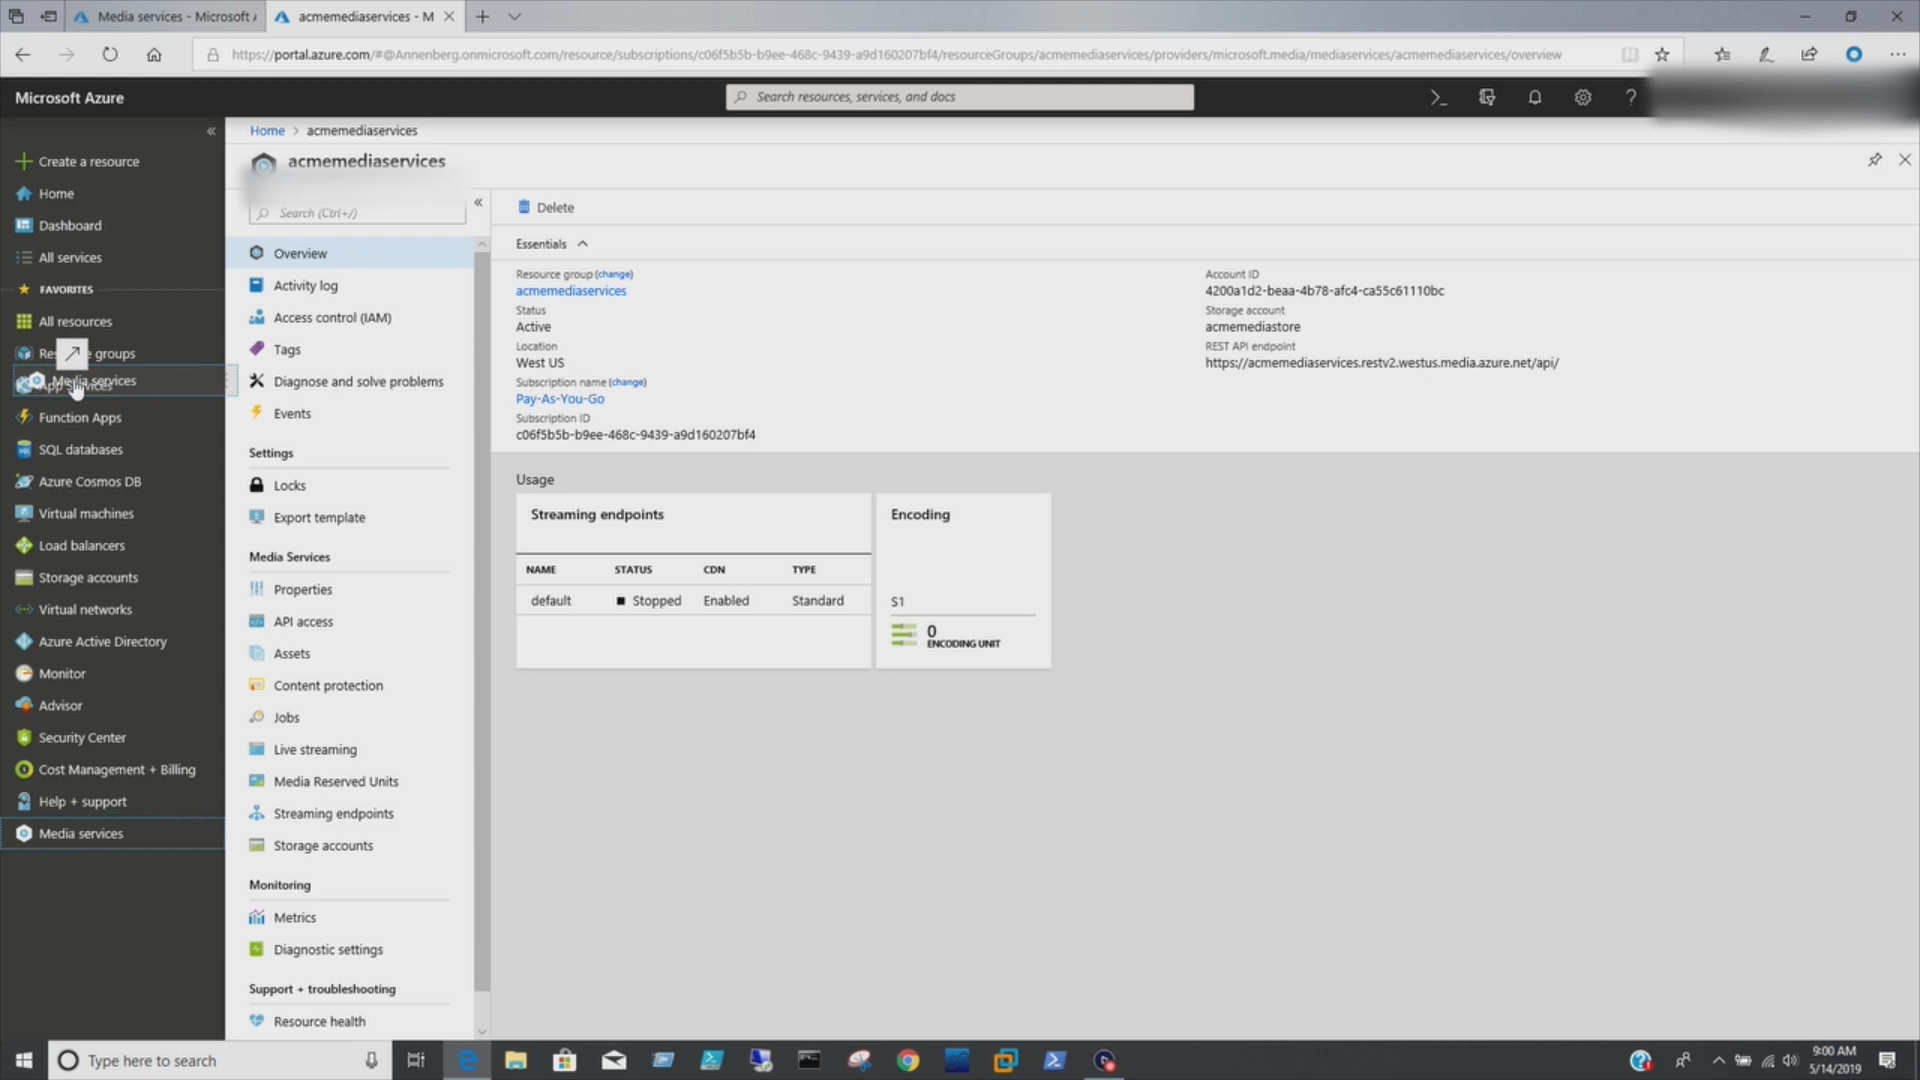 Media services - Microsoft A
acmemediaservices - M
https://portal.azure.com/#@Annenberg.onmicrosoft.com/resource/subscriptions/c06f5b5b-b9ee-468c-9439-a9d160207bf4/resourceGroups/acmemediaservices/providers/microsoft.media/mediaservices/acmemediaservices/overview
Microsoft Azure
Search resources, services, and docs
Home > acmemediaservices
acmemediaservices
Create a resource
Home
Dashboard
All services
FAVORITES
All resources
groups
Media services
Function Apps
SQL databases
Azure Cosmos DB
Virtual machines
Load balancers
Storage accounts
Virtual networks
Azure Active Directory
Monitor
Advisor
Security Center
Cost Management + Billing
Help + support
Media services
Search (Ctrl+/)
Overview
Activity log
Access control (IAM)
Tags
Diagnose and solve problems
Events
Settings
Locks
Export template
Media Services
Properties
API access
Assets
Content protection
Jobs
Live streaming
Media Reserved Units
Streaming endpoints
Storage accounts
Monitoring
Metrics
Diagnostic settings
Support + troubleshooting
Resource health
Delete
Essentials
Resource group (change)
acmemediaservices
Status
Active
Location
West US
Subscription name (change)
Pay-As-You-Go
Subscription ID
c06f5b5b-b9ee-468c-9439-a9d160207bf4
Account ID
4200a1d2-beaa-4b78-afc4-ca55c61110bc
Storage account
acmemediastore
REST API endpoint
https://acmemediaservices.restv2.westus.media.azure.net/api/
Usage
Streaming endpoints
NAME STATUS CDN TYPE
default Stopped Enabled Standard
Encoding
S1
0
ENCODING UNIT
Type here to search
9:00 AM
5/14/2019